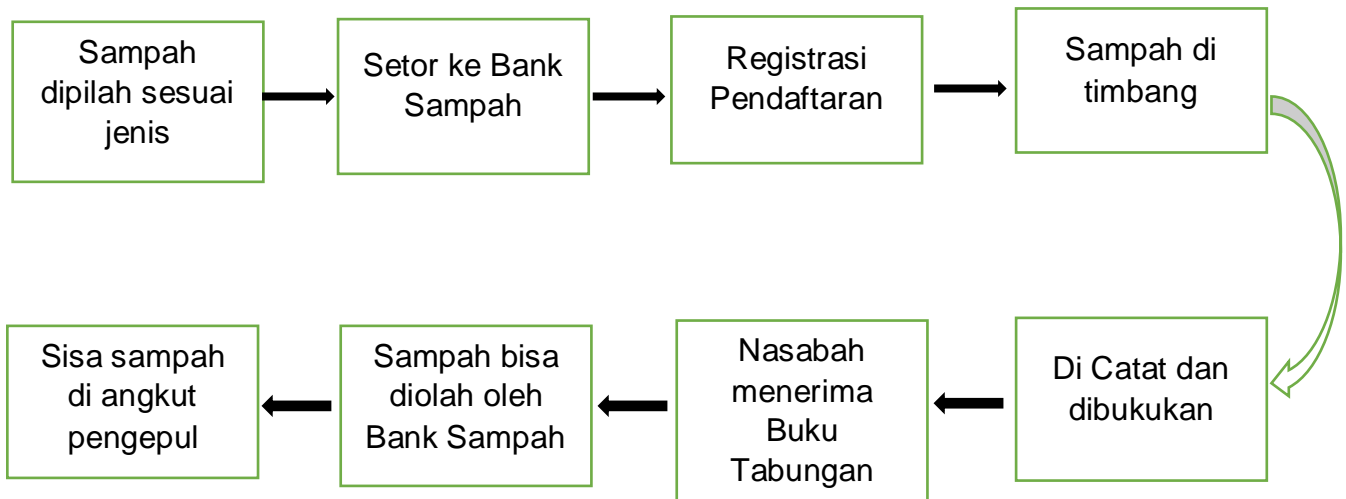 Sampah
dipilah sesuai
jenis
Setor ke Bank
Sampah
Registrasi
Pendaftaran
Sampah di
timbang
Di Catat dan
dibukukan
Nasabah
menerima
Buku
Tabungan
Sampah bisa
diolah oleh
Bank Sampah
Sisa sampah
di angkut
pengepul